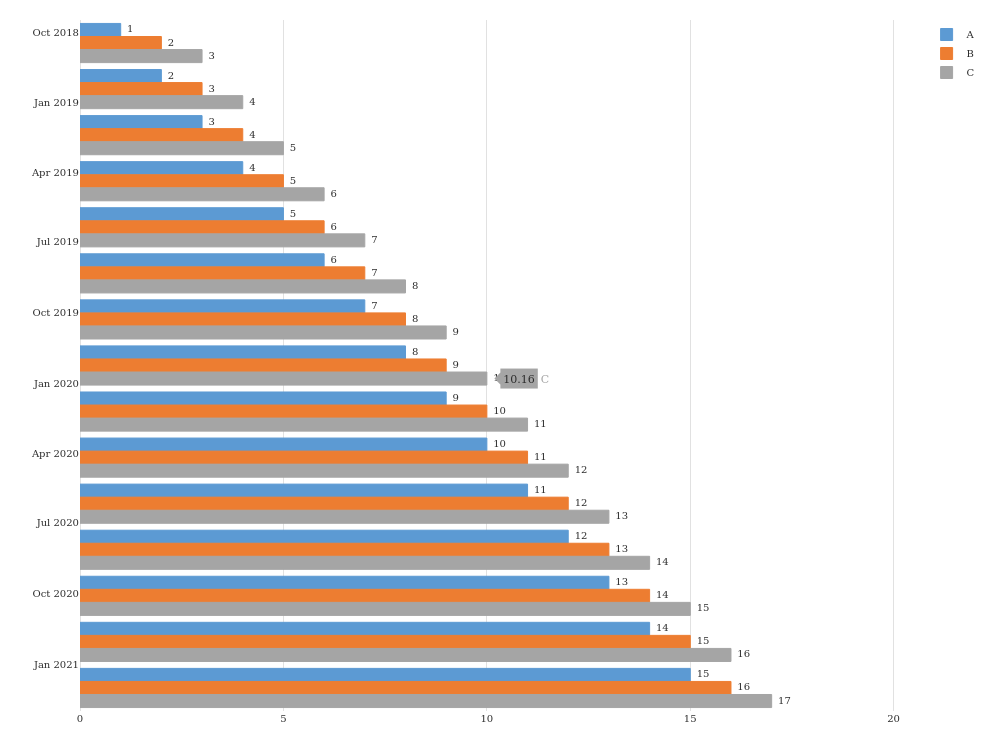 Oct 2018
1
2
3
A
B
C
2
3
Jan 2019
4
3
4
5
Apr 2019
4
5
6
5
6
Jul 2019
7
6
7
8
Oct 2019
7
8
9
8
9
Jan 2020
10.16 C
9
10
11
Apr 2020
10
11
12
11
12
Jul 2020
13
12
13
14
Oct 2020
13
14
15
14
15
Jan 2021
16
15
16
17
0 5 10 15 20